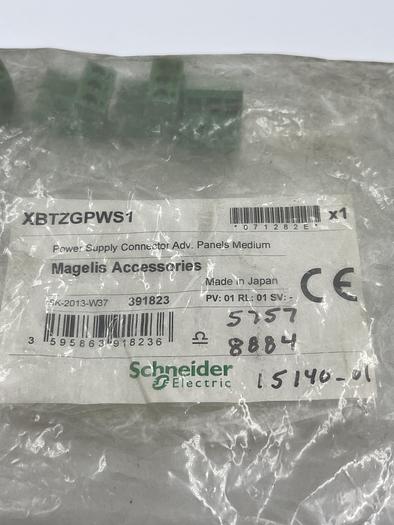 XBTZGPWS1
*071282E* x1
Power Supply Connector Adv. Panels Medium
Magelis Accessories
Made in Japan
5K-2013-W37 391823 PV: 01 RL: 01 SV: -
CE
3 595863 918236
5757
8884
Schneider
Electric
15140-01